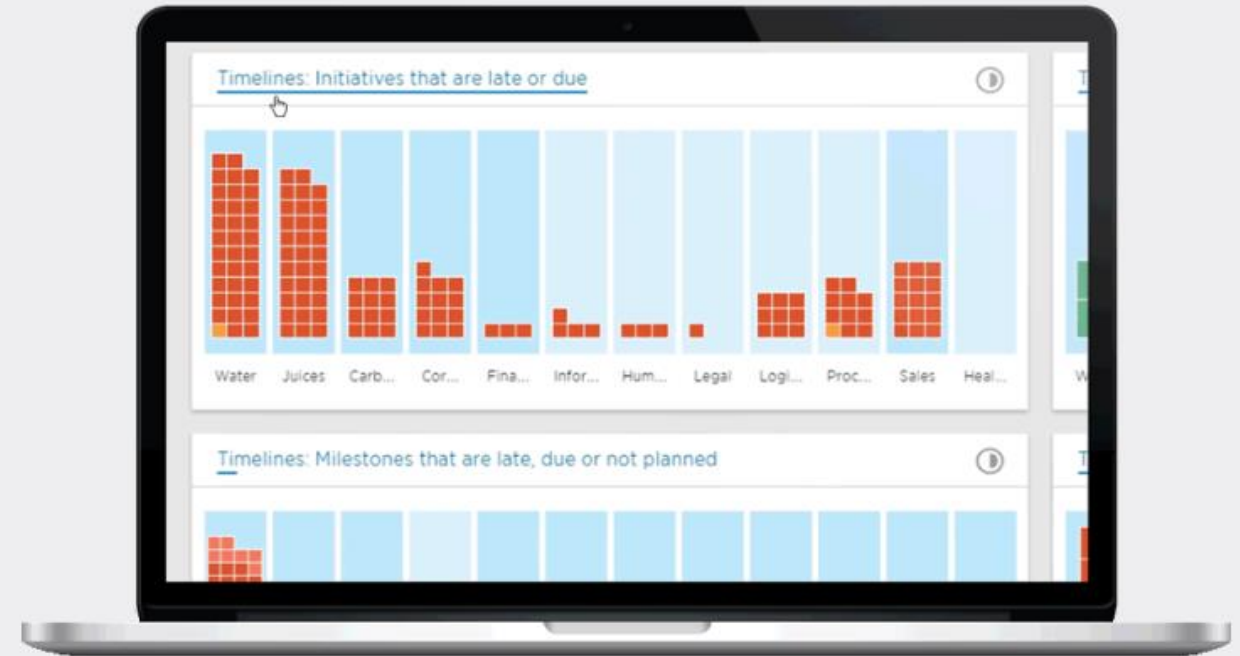 Timelines: Initiatives that are late or due
T
Water Juices Carb... Cor... Fina... Infor... Hum... Legal Logi... Proc... Sales Heal...
W
Timelines: Milestones that are late, due or not planned
T